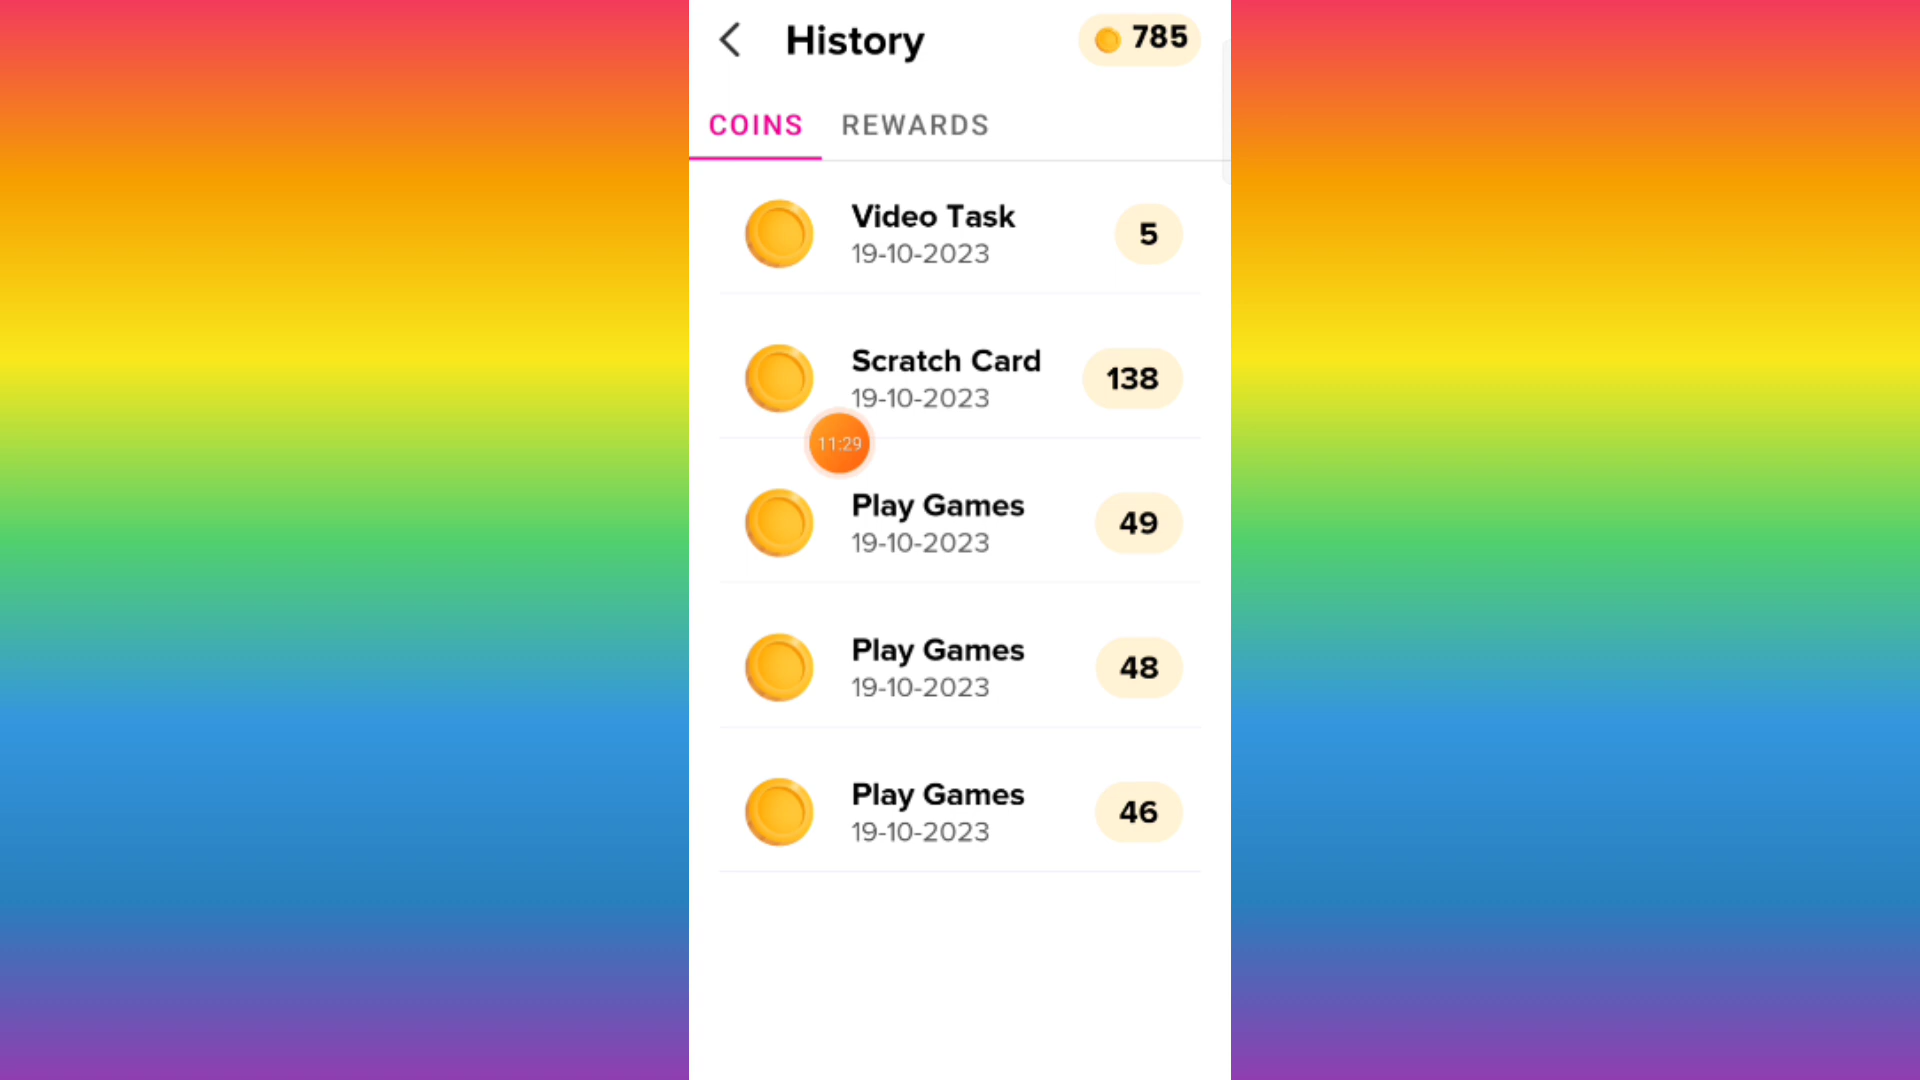 History
785
COINS REWARDS
Video Task
19-10-2023
5
Scratch Card
19-10-2023
138
11:29
Play Games
19-10-2023
49
Play Games
19-10-2023
48
Play Games
19-10-2023
46